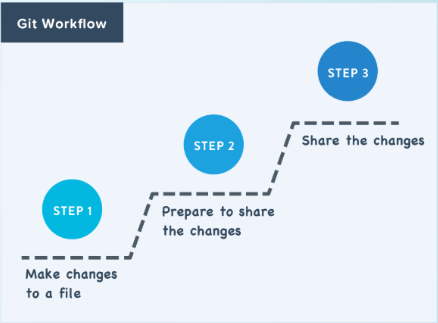 Git Workflow
STEP 1
Make changes
to a file
STEP 2
Prepare to share
the changes
STEP 3
Share the changes